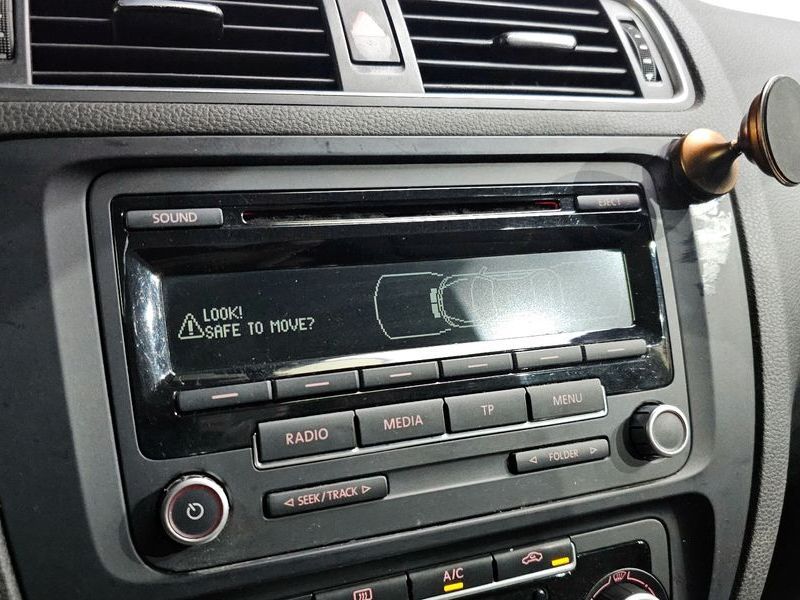 SOUND
EJECT
LOOK!
SAFE TO MOVE?
RADIO
MEDIA
TP
MENU
SEEK/TRACK
FOLDER
A/C